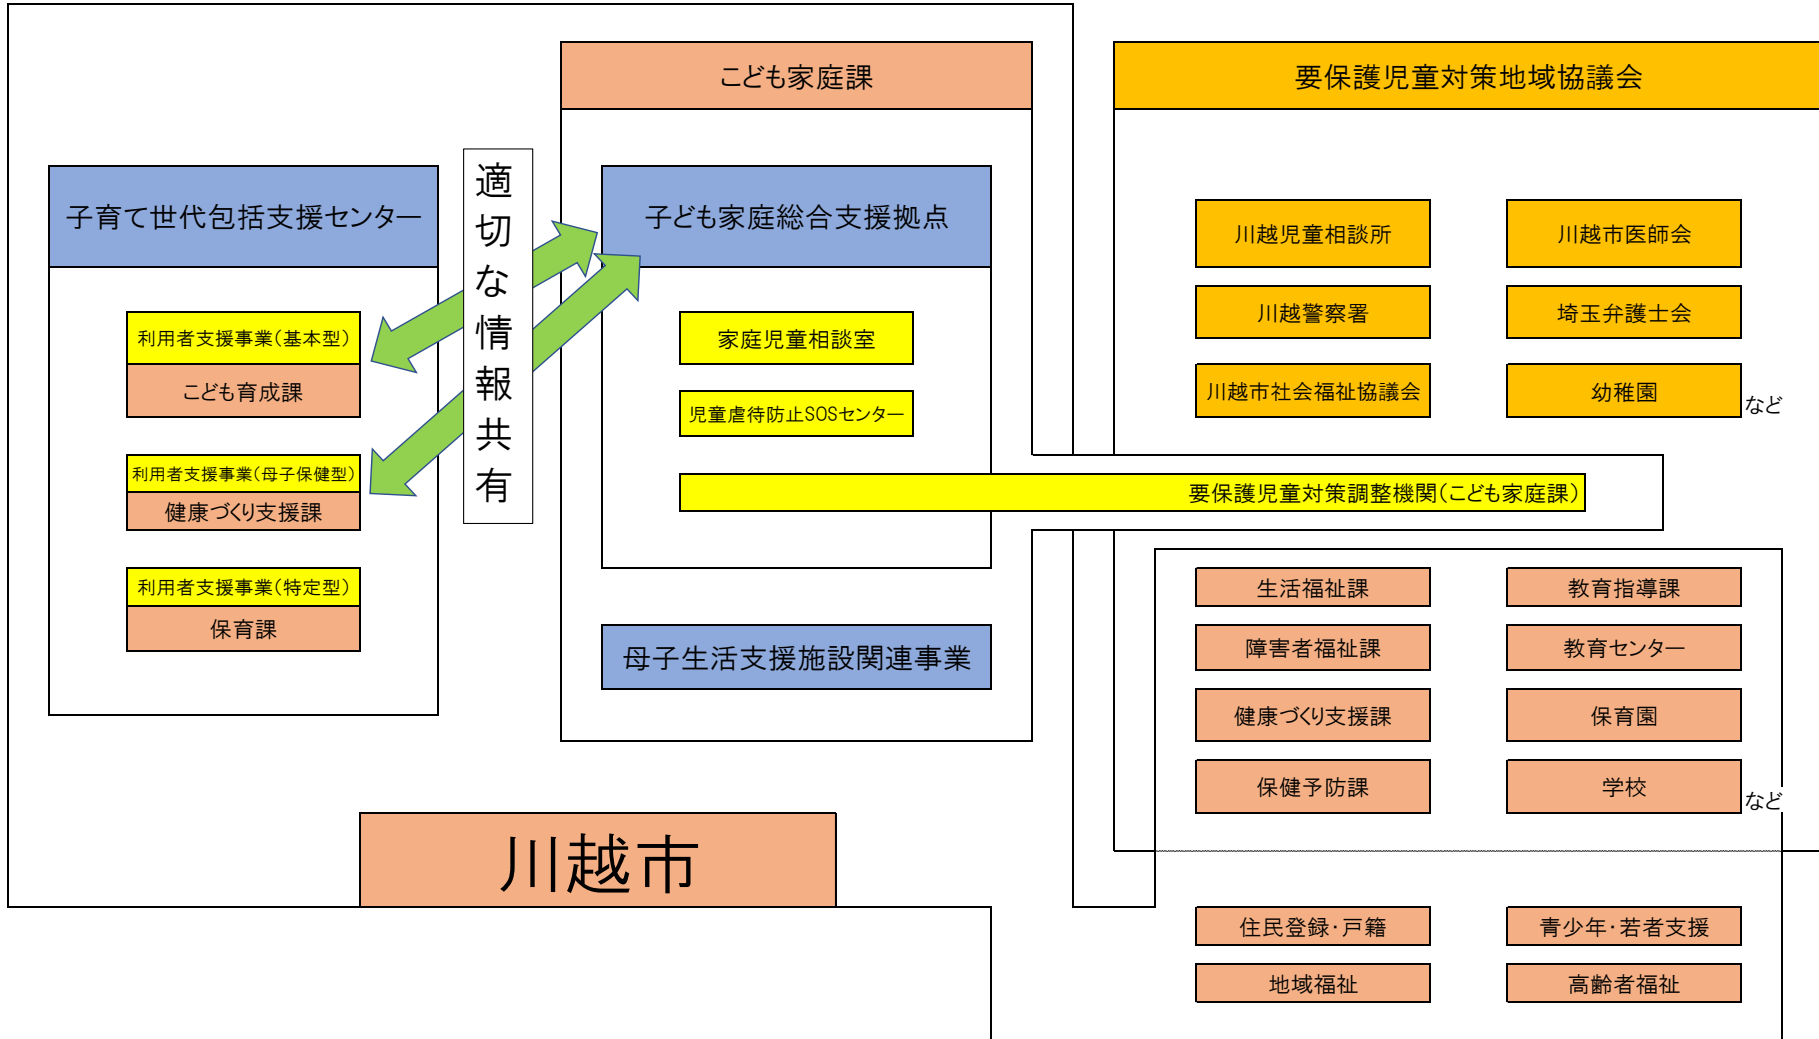 こども家庭課
要保護児童対策地域協議会
子育て世代包括支援センター
適切な情報共有
子ども家庭総合支援拠点
川越児童相談所
川越市医師会
利用者支援事業(基本型)
こども育成課
家庭児童相談室
川越警察署
埼玉弁護士会
児童虐待防止SOSセンター
川越市社会福祉協議会
幼稚園
など
利用者支援事業(母子保健型)
健康づくり支援課
要保護児童対策調整機関(こども家庭課)
利用者支援事業(特定型)
保育課
母子生活支援施設関連事業
生活福祉課
教育指導課
障害者福祉課
教育センター
健康づくり支援課
保育園
保健予防課
学校
など
川越市
住民登録・戸籍
青少年・若者支援
地域福祉
高齢者福祉